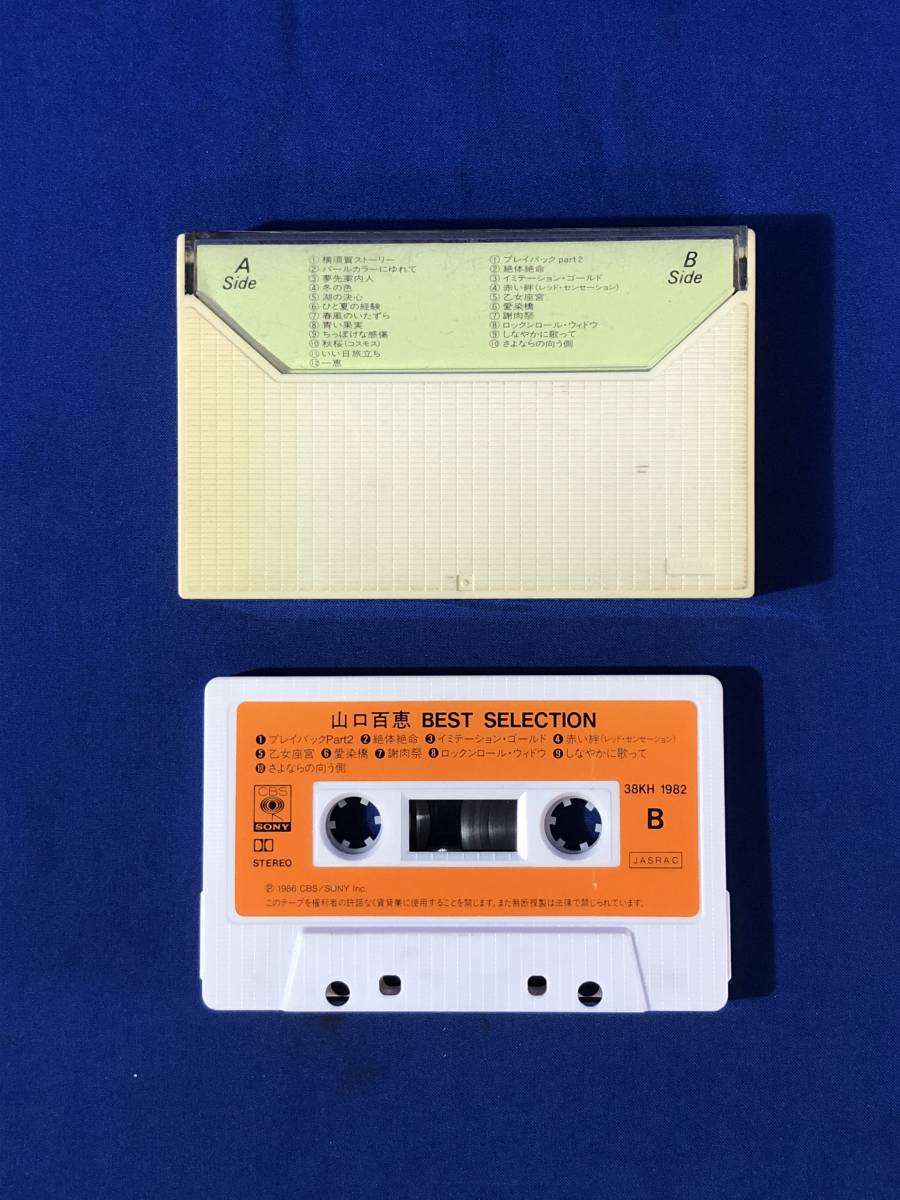 A
Side
①横須賀ストーリー
②パールカラーにゆれて
③夢先案内人
④冬の色
⑤湖の決心
⑥ひと夏の経験
⑦春風のいたずら
⑧青い果実
⑨ちっぽけな感傷
⑩秋桜(コスモス)
⑪いい日旅立ち
⑫一恵
①プレイバック part 2
②絶体絶命
③イミテーション・ゴールド
④赤い絆(レッド・センセーション)
⑤乙女座宮
⑥愛染橋
⑦謝肉祭
⑧ロックンロール・ウィドウ
⑨しなやかに歌って
⑩さよならの向う側
B
Side
山口百恵 BEST SELECTION
❶プレイバックPart2 ❷絶体絶命 ❸イミテーション・ゴールド ❹赤い絆(レッド・センセーション)
❺乙女座宮 ❻愛染橋 ❼謝肉祭 ❽ロックンロール・ウィドウ ❾しなやかに歌って
❿さよならの向う側
CBS
SONY
STEREO
38KH 1982
B
JASRAC
Ⓟ 1986 CBS/SONY Inc.
このテープを権利者の許諾なく賃貸業に使用することを禁じます。また無断複製は法律で禁じられています。